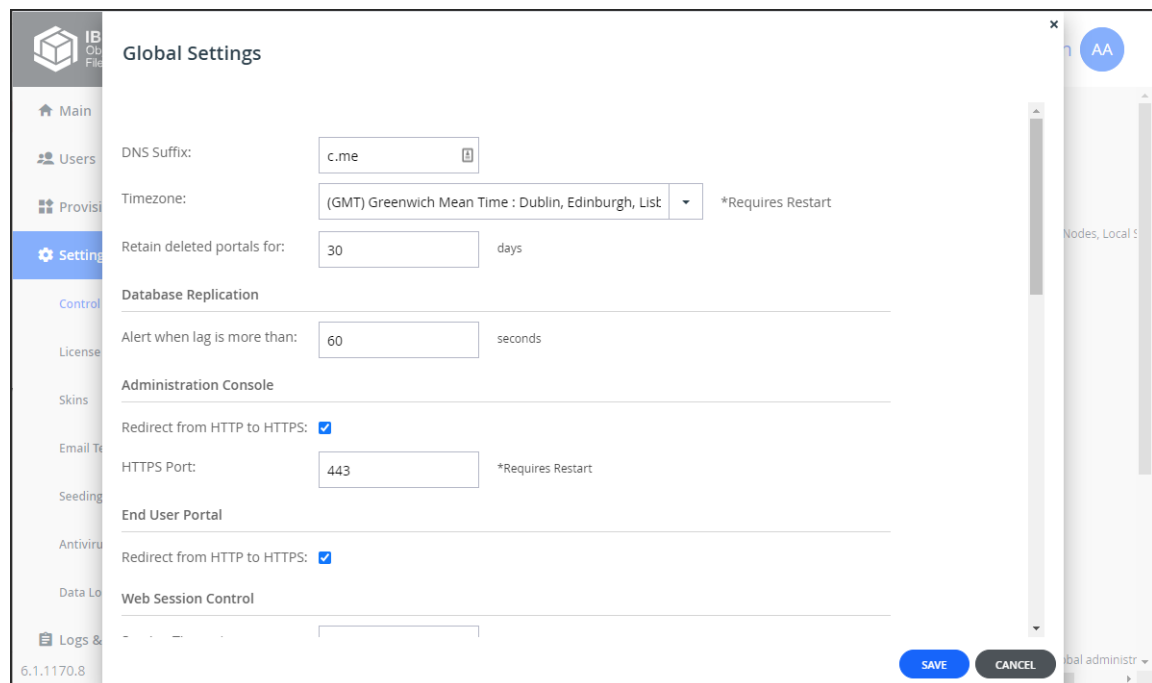 IB
Ob
File
Global Settings
×
AA
Main
Users
Provisi
Setting
Control
License
Skins
Email Te
Seeding
Antiviru
Data Lo
Logs &
6.1.1170.8
DNS Suffix: c.me
Timezone: (GMT) Greenwich Mean Time : Dublin, Edinburgh, Lisb *Requires Restart
Retain deleted portals for: 30 days
Database Replication
Alert when lag is more than: 60 seconds
Administration Console
Redirect from HTTP to HTTPS:
HTTPS Port: 443 *Requires Restart
End User Portal
Redirect from HTTP to HTTPS:
Web Session Control
SAVE
CANCEL
Nodes, Local S
bal administr